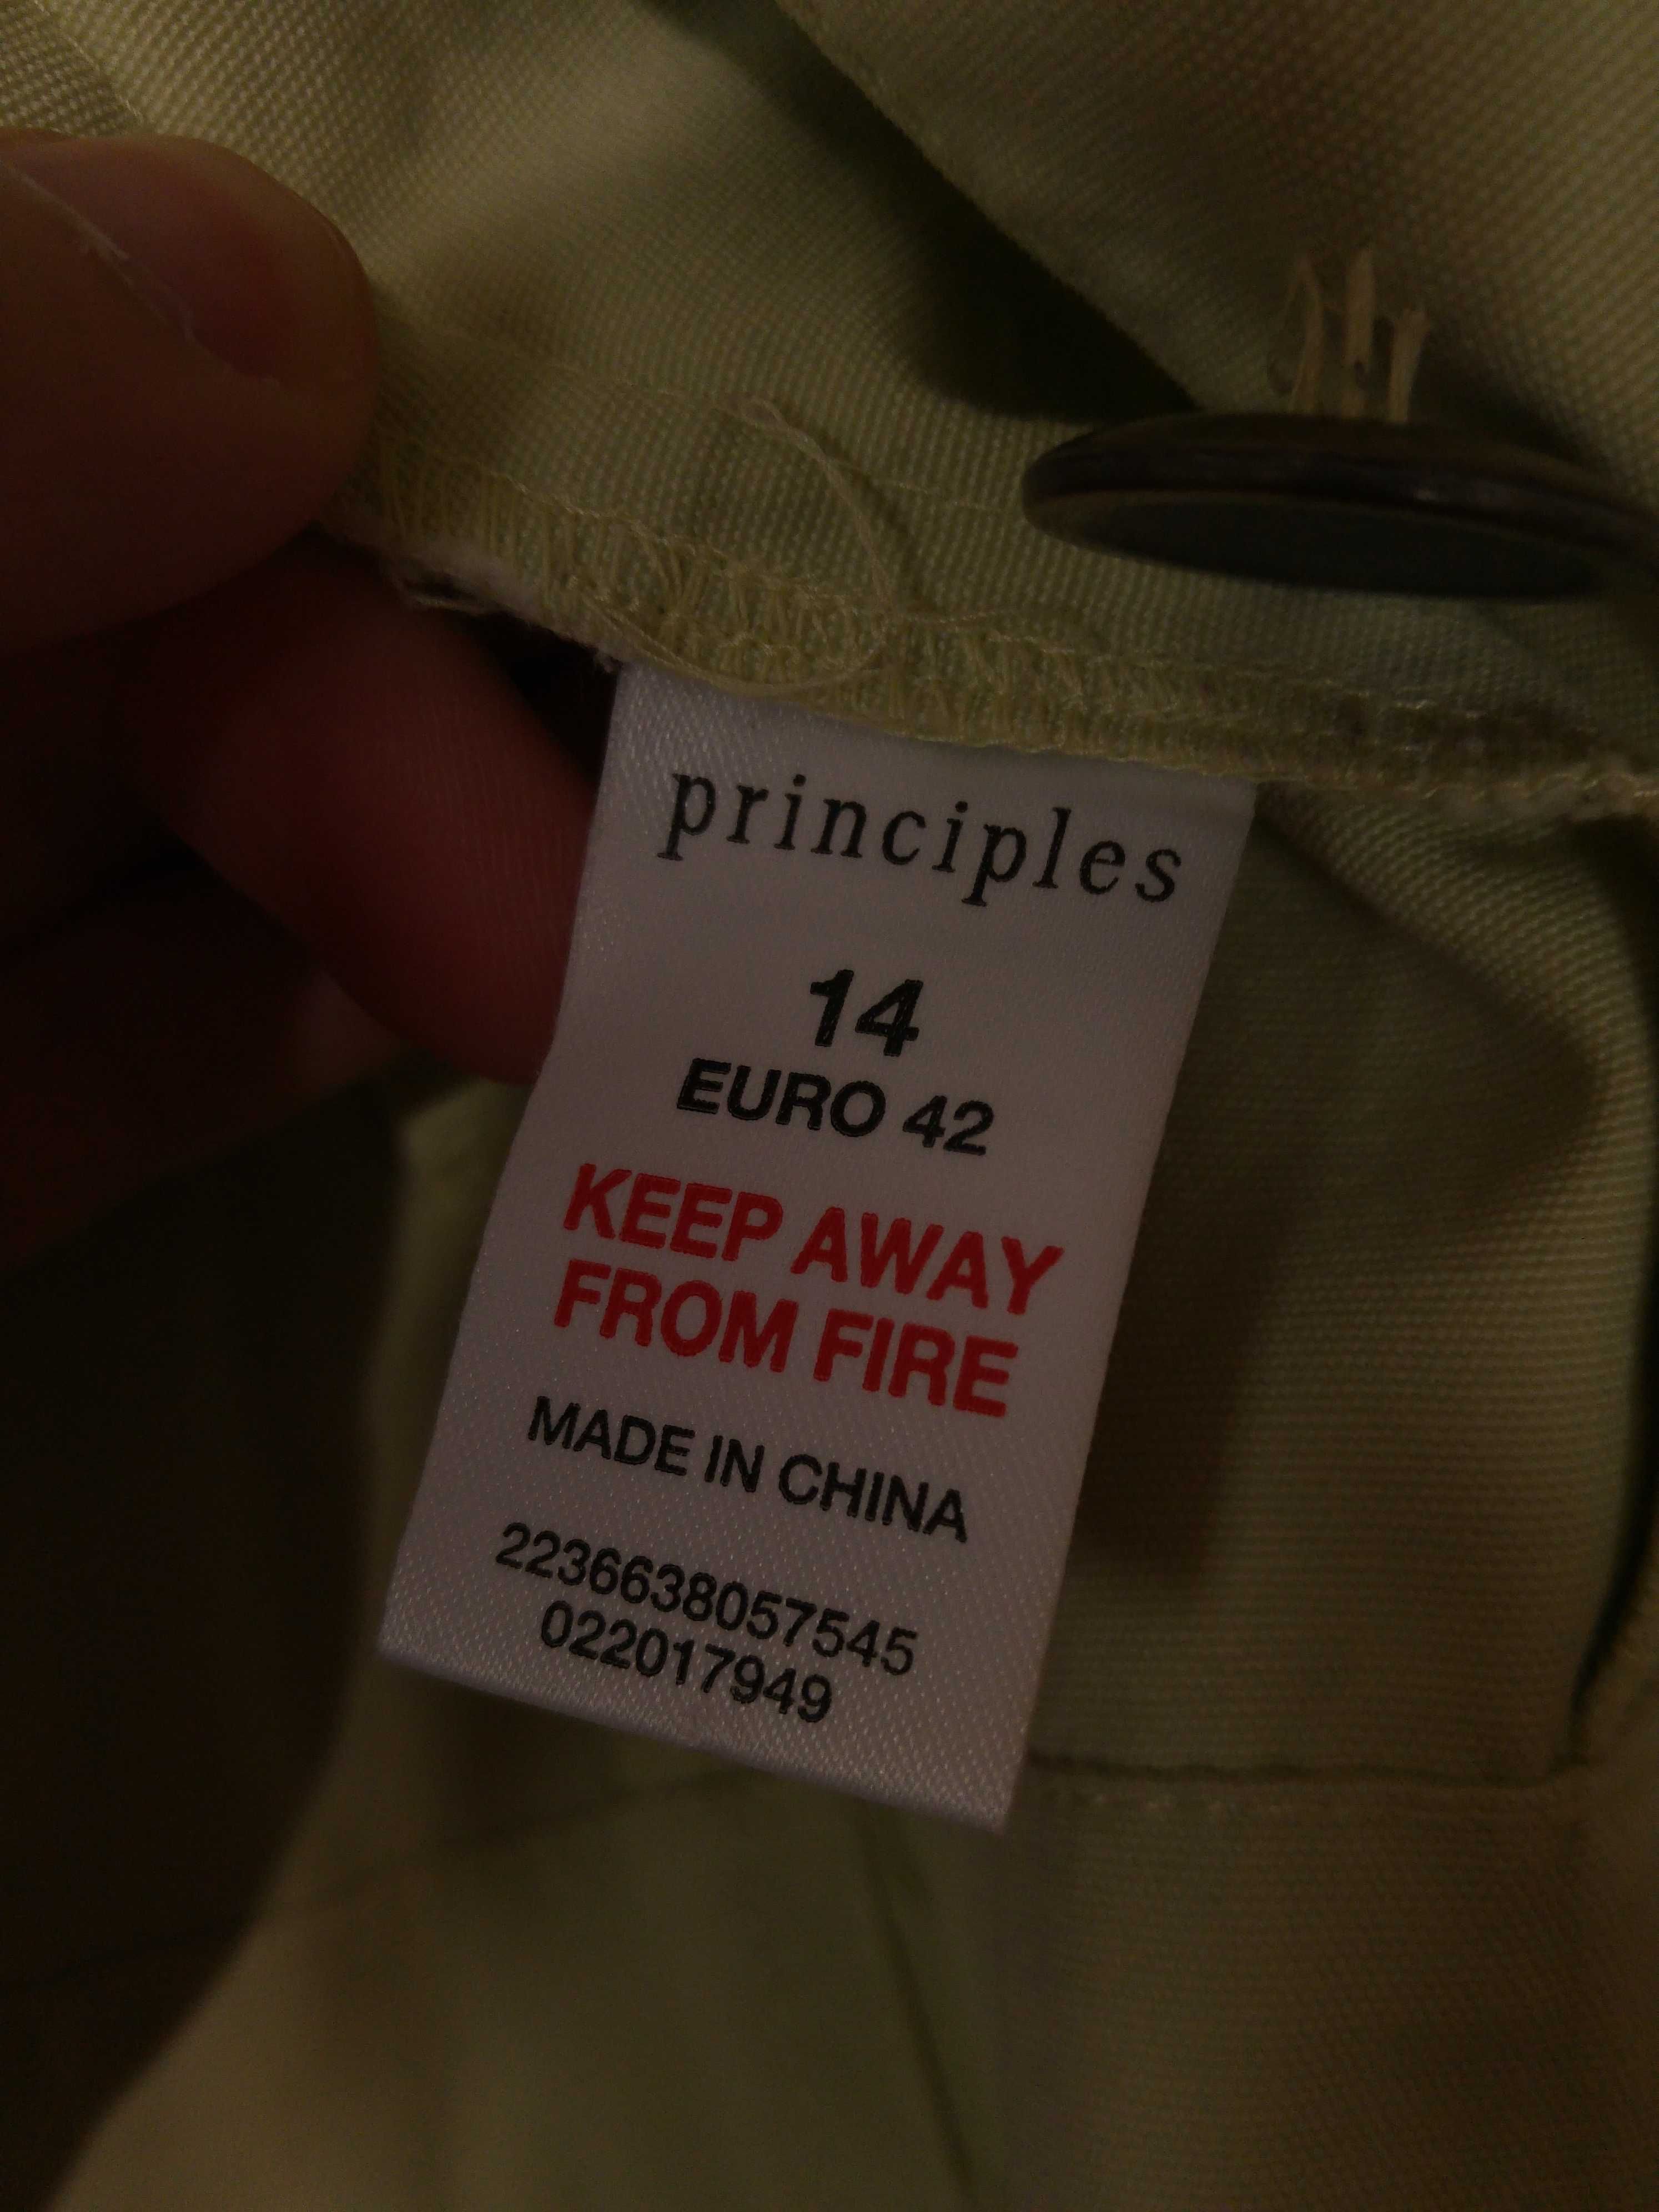 principles
14
EURO 42
KEEP AWAY
FROM FIRE
MADE IN CHINA
2236638057545
022017949